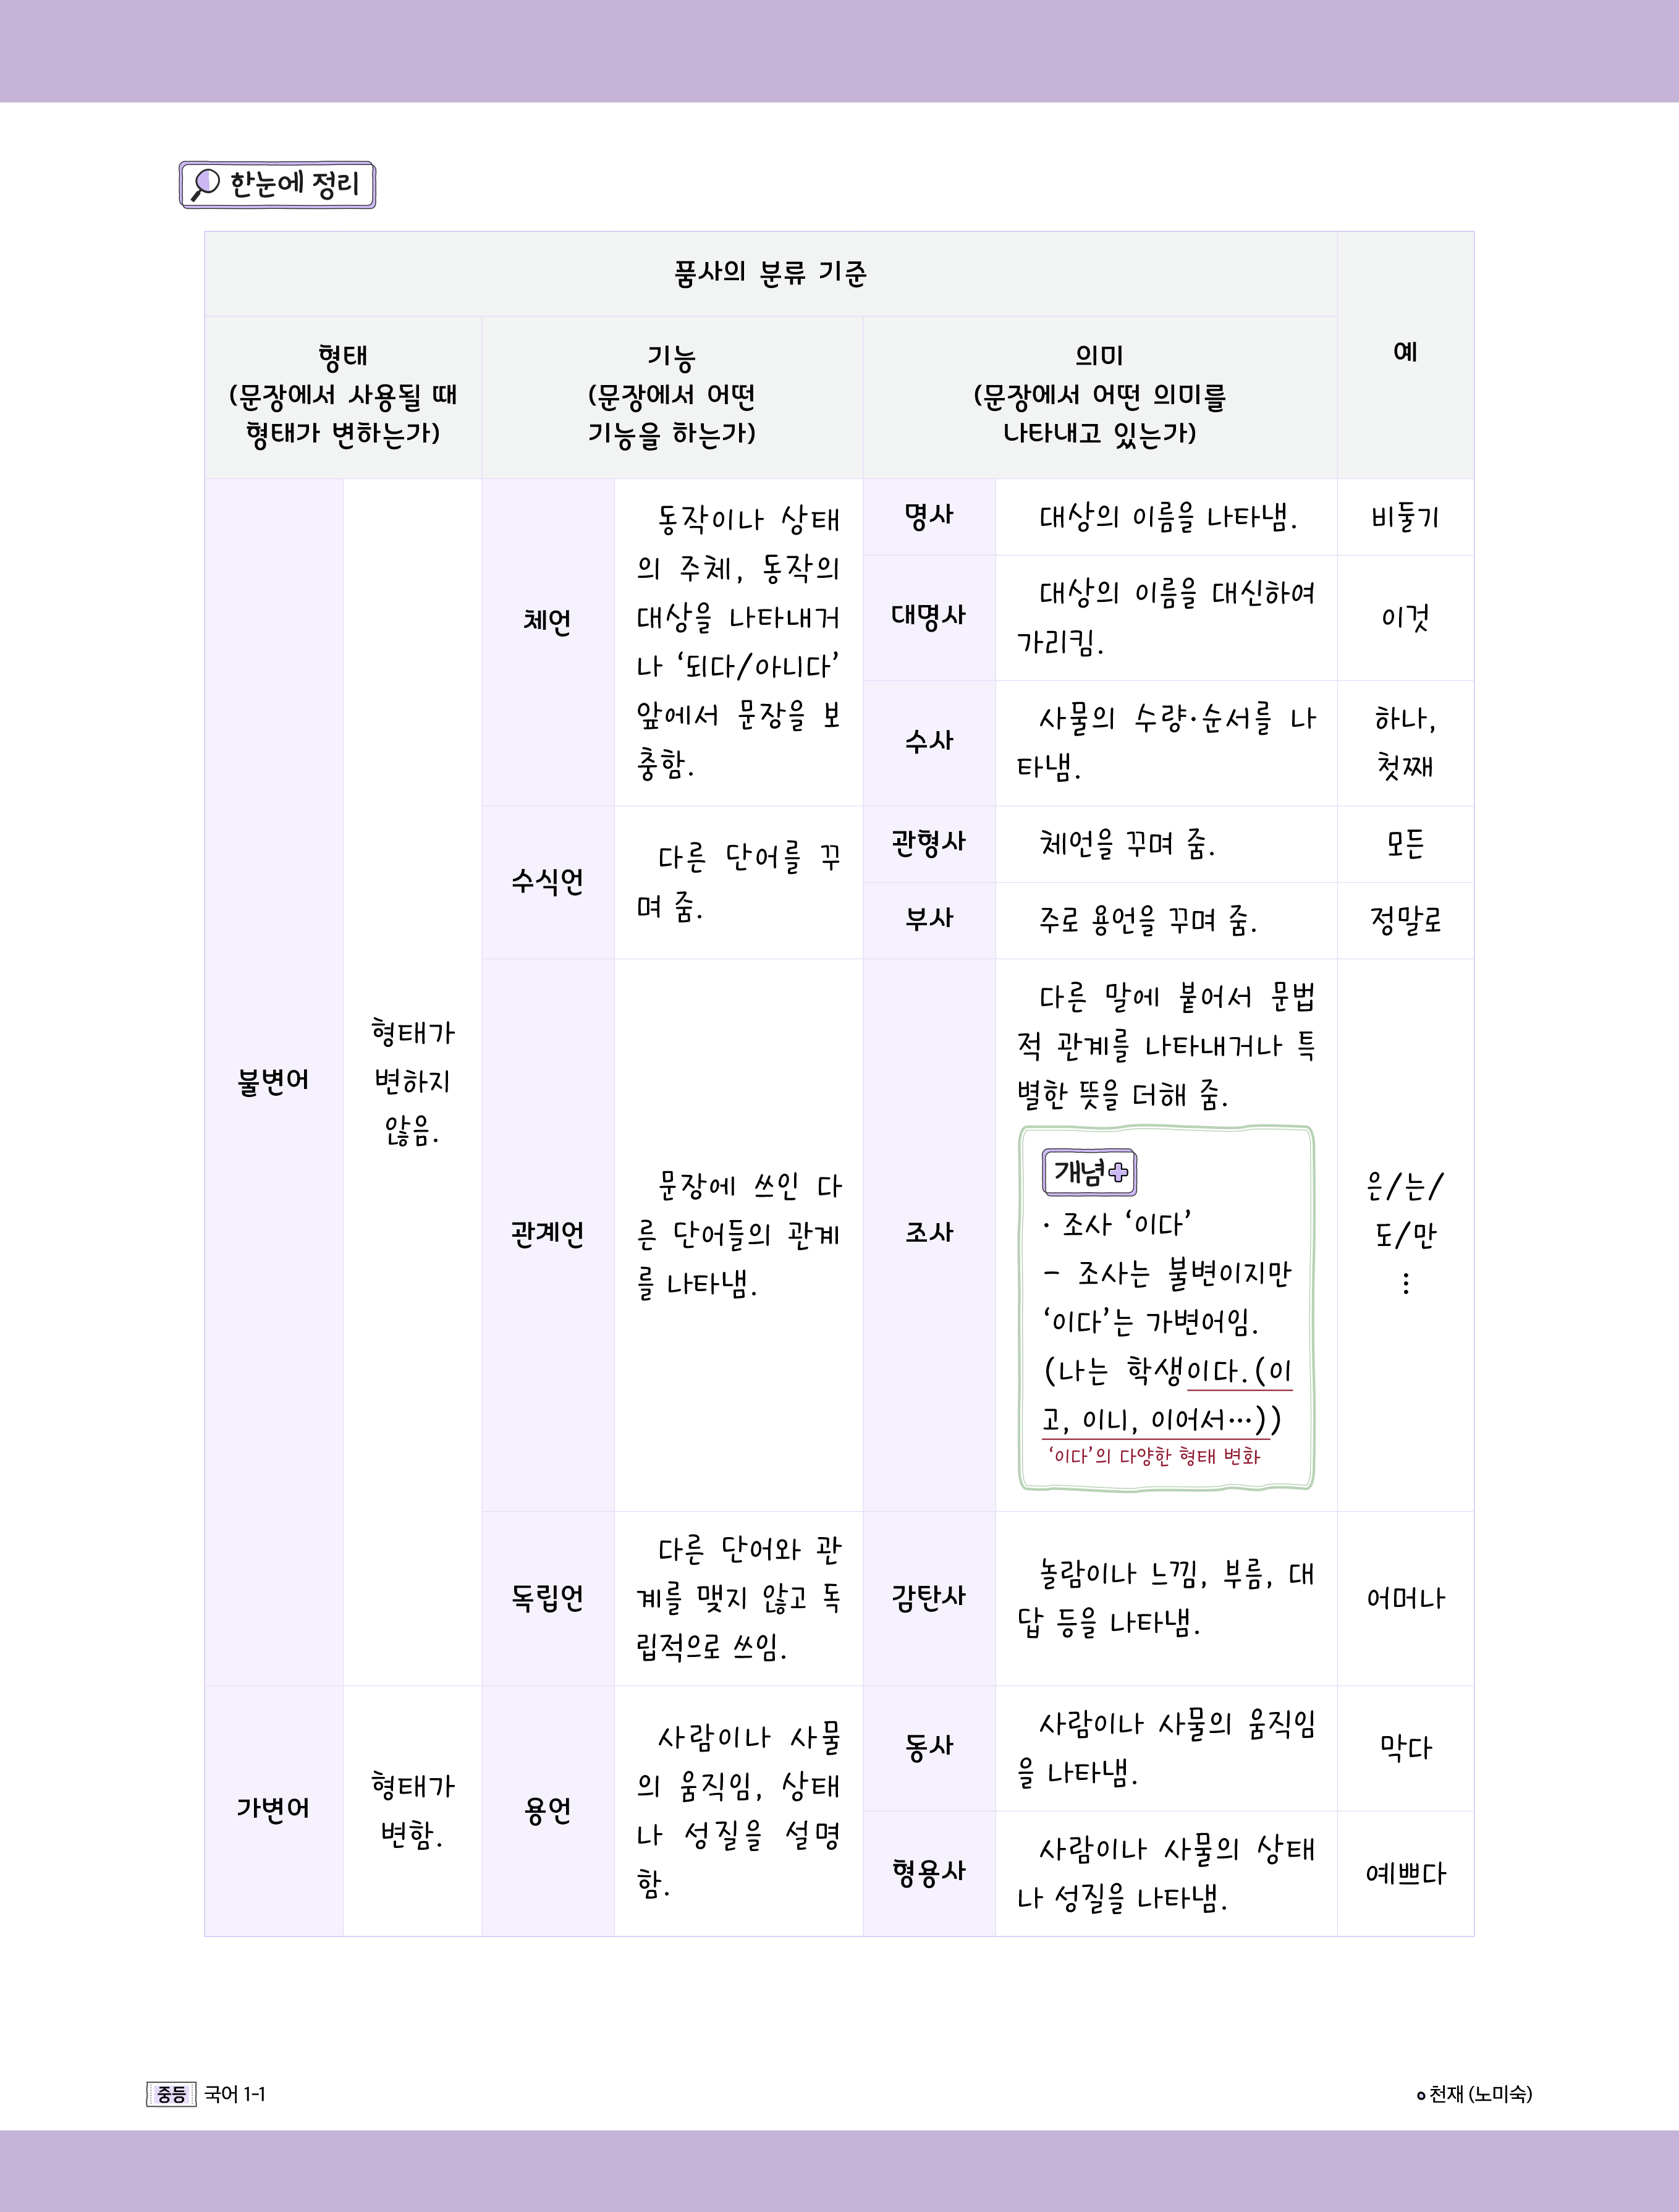 한눈에 정리
품사의 분류 기준
예
형태
(문장에서 사용될 때
형태가 변하는가)
기능
(문장에서 어떤
기능을 하는가)
의미
(문장에서 어떤 의미를
나타내고 있는가)
불변어
형태가
변하지
않음.
체언
동작이나 상태
의 주체, 동작의
대상을 나타내거
나 ‘되다/아니다’
앞에서 문장을 보
충함.
명사
대상의 이름을 나타냄.
비둘기
대명사
대상의 이름을 대신하여
가리킴.
이것
수사
사물의 수량·순서를 나
타냄.
하나,
첫째
수식언
다른 단어를 꾸
며 줌.
관형사
체언을 꾸며 줌.
모든
부사
주로 용언을 꾸며 줌.
정말로
관계언
문장에 쓰인 다
른 단어들의 관계
를 나타냄.
조사
다른 말에 붙어서 문법
적 관계를 나타내거나 특
별한 뜻을 더해 줌.
개념+
· 조사 ‘이다’
- 조사는 불변이지만
‘이다’는 가변어임.
(나는 학생이다.(이
고, 이니, 이어서…))
‘이다’의 다양한 형태 변화
은/는/
도/만
⋮
독립언
다른 단어와 관
계를 맺지 않고 독
립적으로 쓰임.
감탄사
놀람이나 느낌, 부름, 대
답 등을 나타냄.
어머나
가변어
형태가
변함.
용언
사람이나 사물
의 움직임, 상태
나 성질을 설명
함.
동사
사람이나 사물의 움직임
을 나타냄.
막다
형용사
사람이나 사물의 상태
나 성질을 나타냄.
예쁘다
중등 국어 1-1
천재 (노미숙)